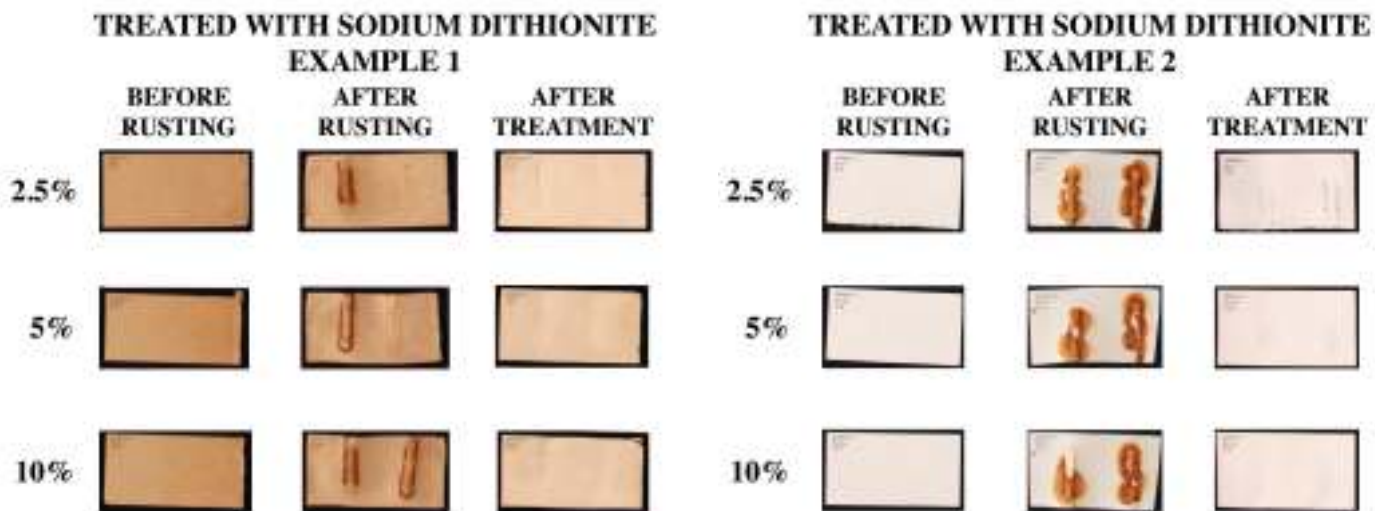 TREATED WITH SODIUM DITHIONITE
EXAMPLE 1
BEFORE RUSTING
AFTER RUSTING
AFTER TREATMENT
2.5%
5%
10%
TREATED WITH SODIUM DITHIONITE
EXAMPLE 2
BEFORE RUSTING
AFTER RUSTING
AFTER TREATMENT
2.5%
5%
10%